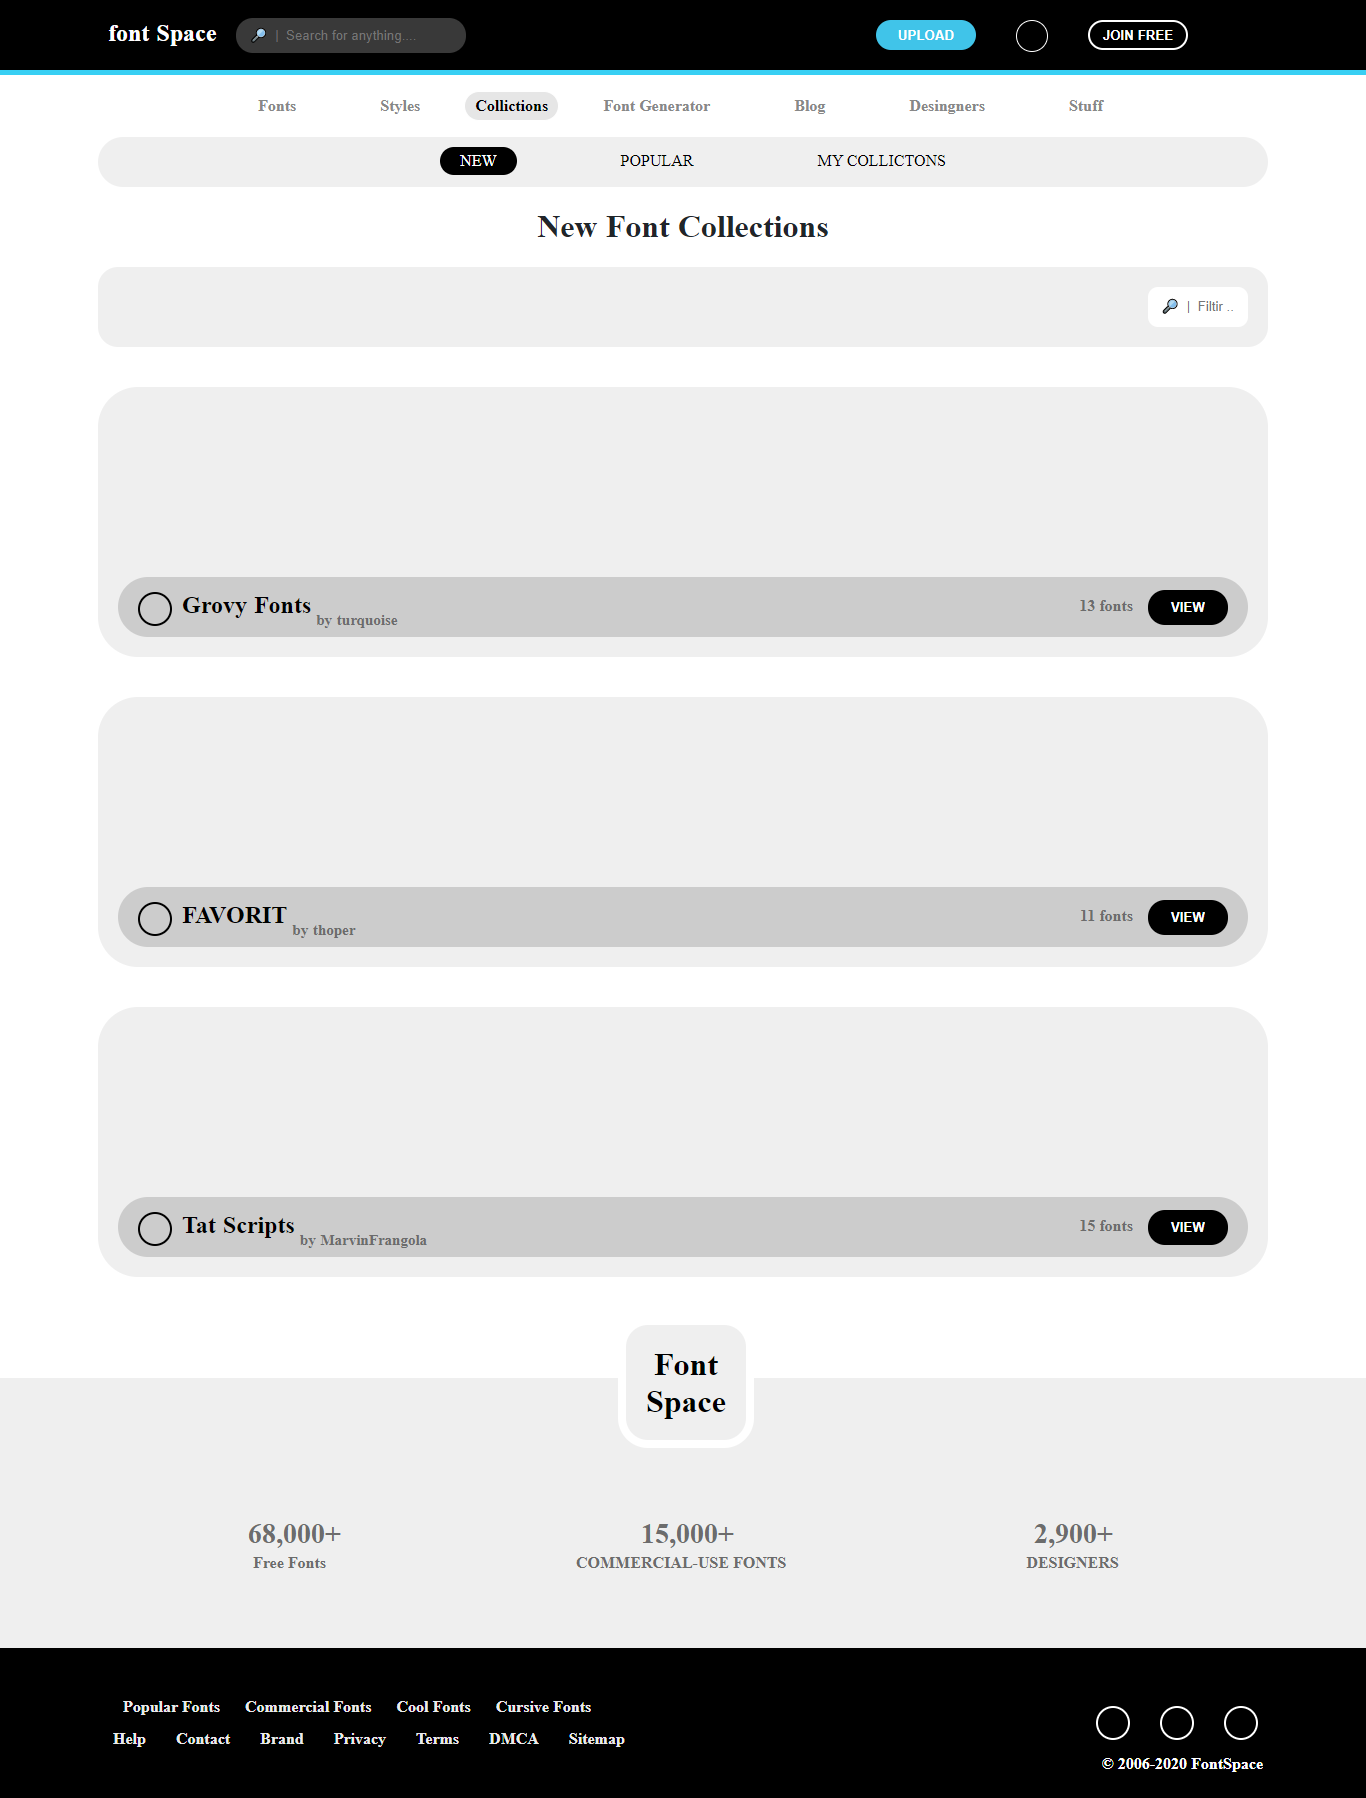 font Space 🔎 | Search for anything.... UPLOAD JOIN FREE
Fonts Styles Collictions Font Generator Blog Desingners Stuff
NEW POPULAR MY COLLICTONS
New Font Collections
🔎 | Filtir ..
Grovy Fonts by turquoise 13 fonts VIEW
FAVORIT by thoper 11 fonts VIEW
Tat Scripts by MarvinFrangola 15 fonts VIEW
Font
Space
68,000+ 15,000+ 2,900+
Free Fonts COMMERCIAL-USE FONTS DESIGNERS
Popular Fonts Commercial Fonts Cool Fonts Cursive Fonts
Help Contact Brand Privacy Terms DMCA Sitemap
© 2006-2020 FontSpace